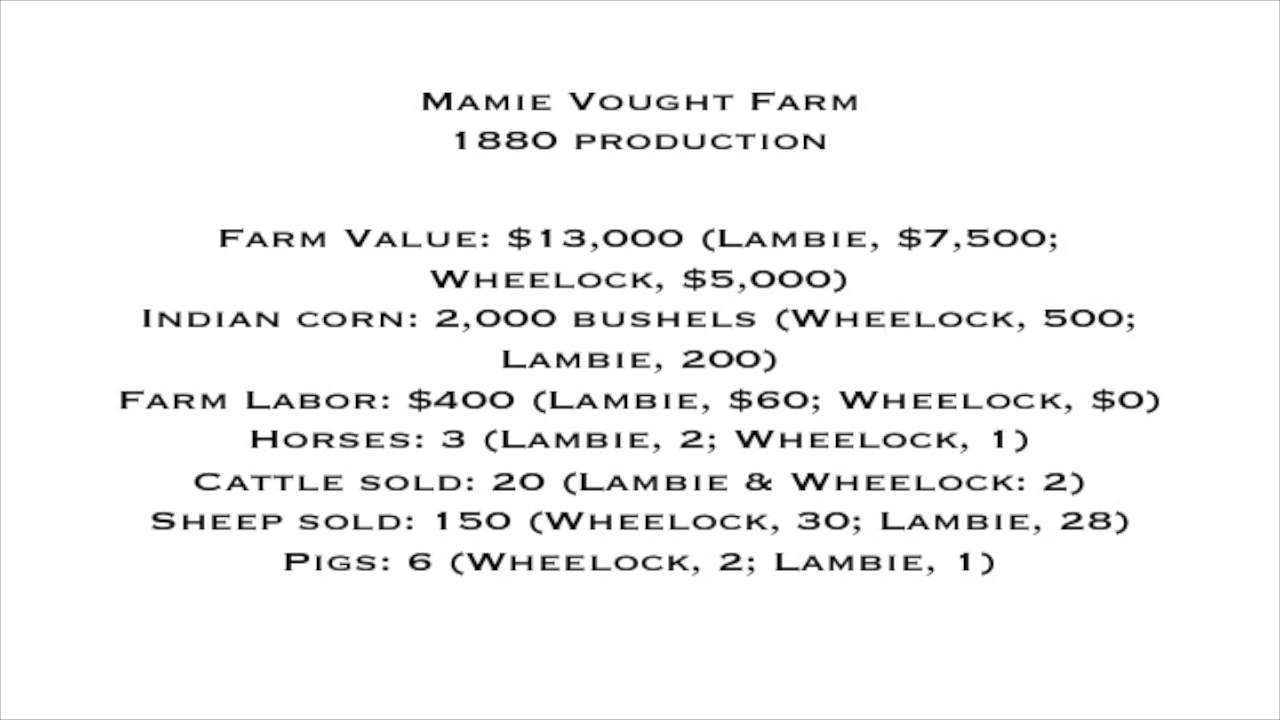 Mamie Vought Farm
1880 production
Farm Value: $13,000 (Lambie, $7,500;
Wheelock, $5,000)
Indian corn: 2,000 bushels (Wheelock, 500;
Lambie, 200)
Farm Labor: $400 (Lambie, $60; Wheelock, $0)
Horses: 3 (Lambie, 2; Wheelock, 1)
Cattle sold: 20 (Lambie & Wheelock: 2)
Sheep sold: 150 (Wheelock, 30; Lambie, 28)
Pigs: 6 (Wheelock, 2; Lambie, 1)